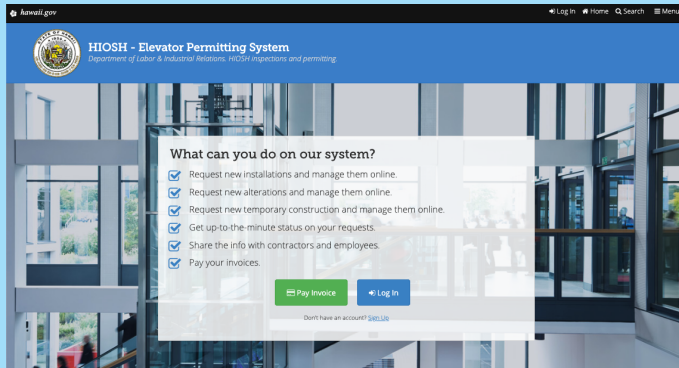 hawaii.gov
Log In Home Search Menu
HIOSH - Elevator Permitting System
Department of Labor & Industrial Relations. HIOSH inspections and permitting.
What can you do on our system?
Request new installations and manage them online.
Request new alterations and manage them online.
Request new temporary construction and manage them online.
Get up-to-the-minute status on your requests.
Share the info with contractors and employees.
Pay your invoices.
Pay Invoice Log In
Don't have an account? Sign Up